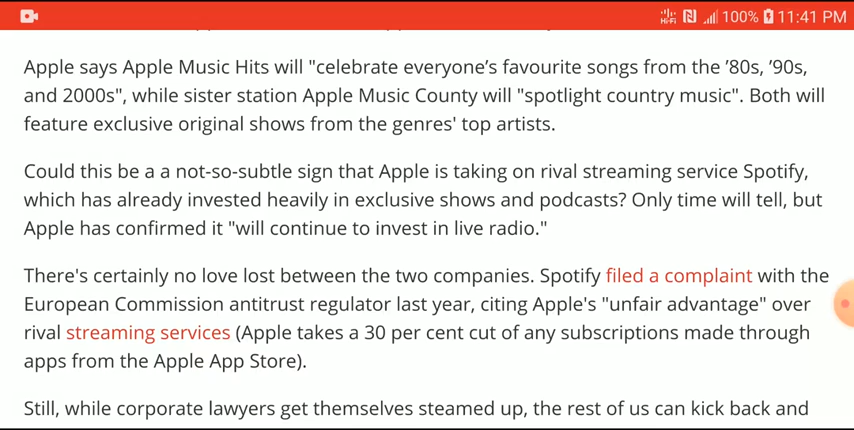 100% 11:41 PM
Apple says Apple Music Hits will "celebrate everyone’s favourite songs from the ’80s, ’90s,
and 2000s", while sister station Apple Music County will "spotlight country music". Both will
feature exclusive original shows from the genres' top artists.
Could this be a a not-so-subtle sign that Apple is taking on rival streaming service Spotify,
which has already invested heavily in exclusive shows and podcasts? Only time will tell, but
Apple has confirmed it "will continue to invest in live radio."
There's certainly no love lost between the two companies. Spotify filed a complaint with the
European Commission antitrust regulator last year, citing Apple's "unfair advantage" over
rival streaming services (Apple takes a 30 per cent cut of any subscriptions made through
apps from the Apple App Store).
Still, while corporate lawyers get themselves steamed up, the rest of us can kick back and